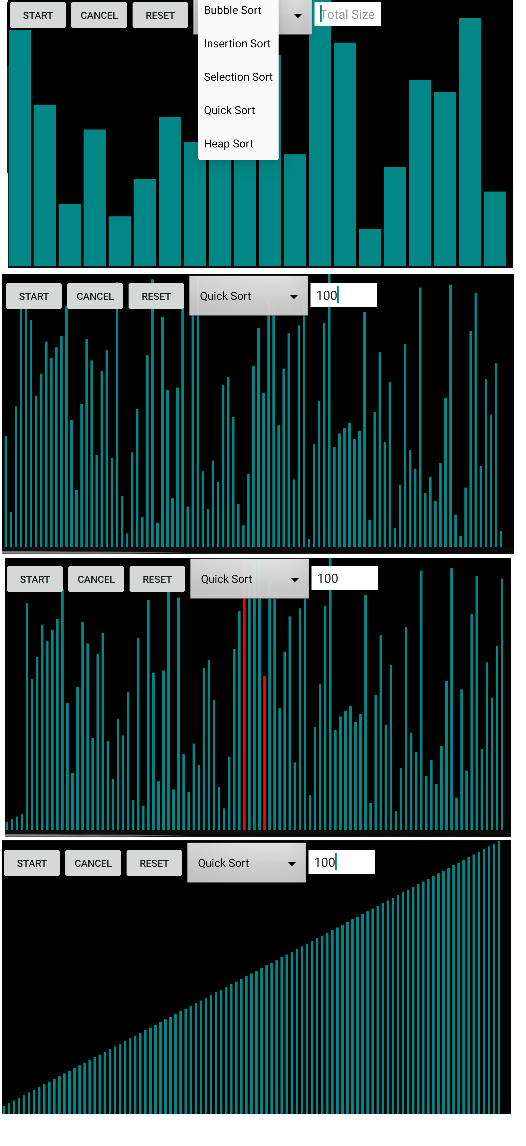 START CANCEL RESET Total Size
Bubble Sort
Insertion Sort
Selection Sort
Quick Sort
Heap Sort
START CANCEL RESET Quick Sort 100
START CANCEL RESET Quick Sort 100
START CANCEL RESET Quick Sort 100